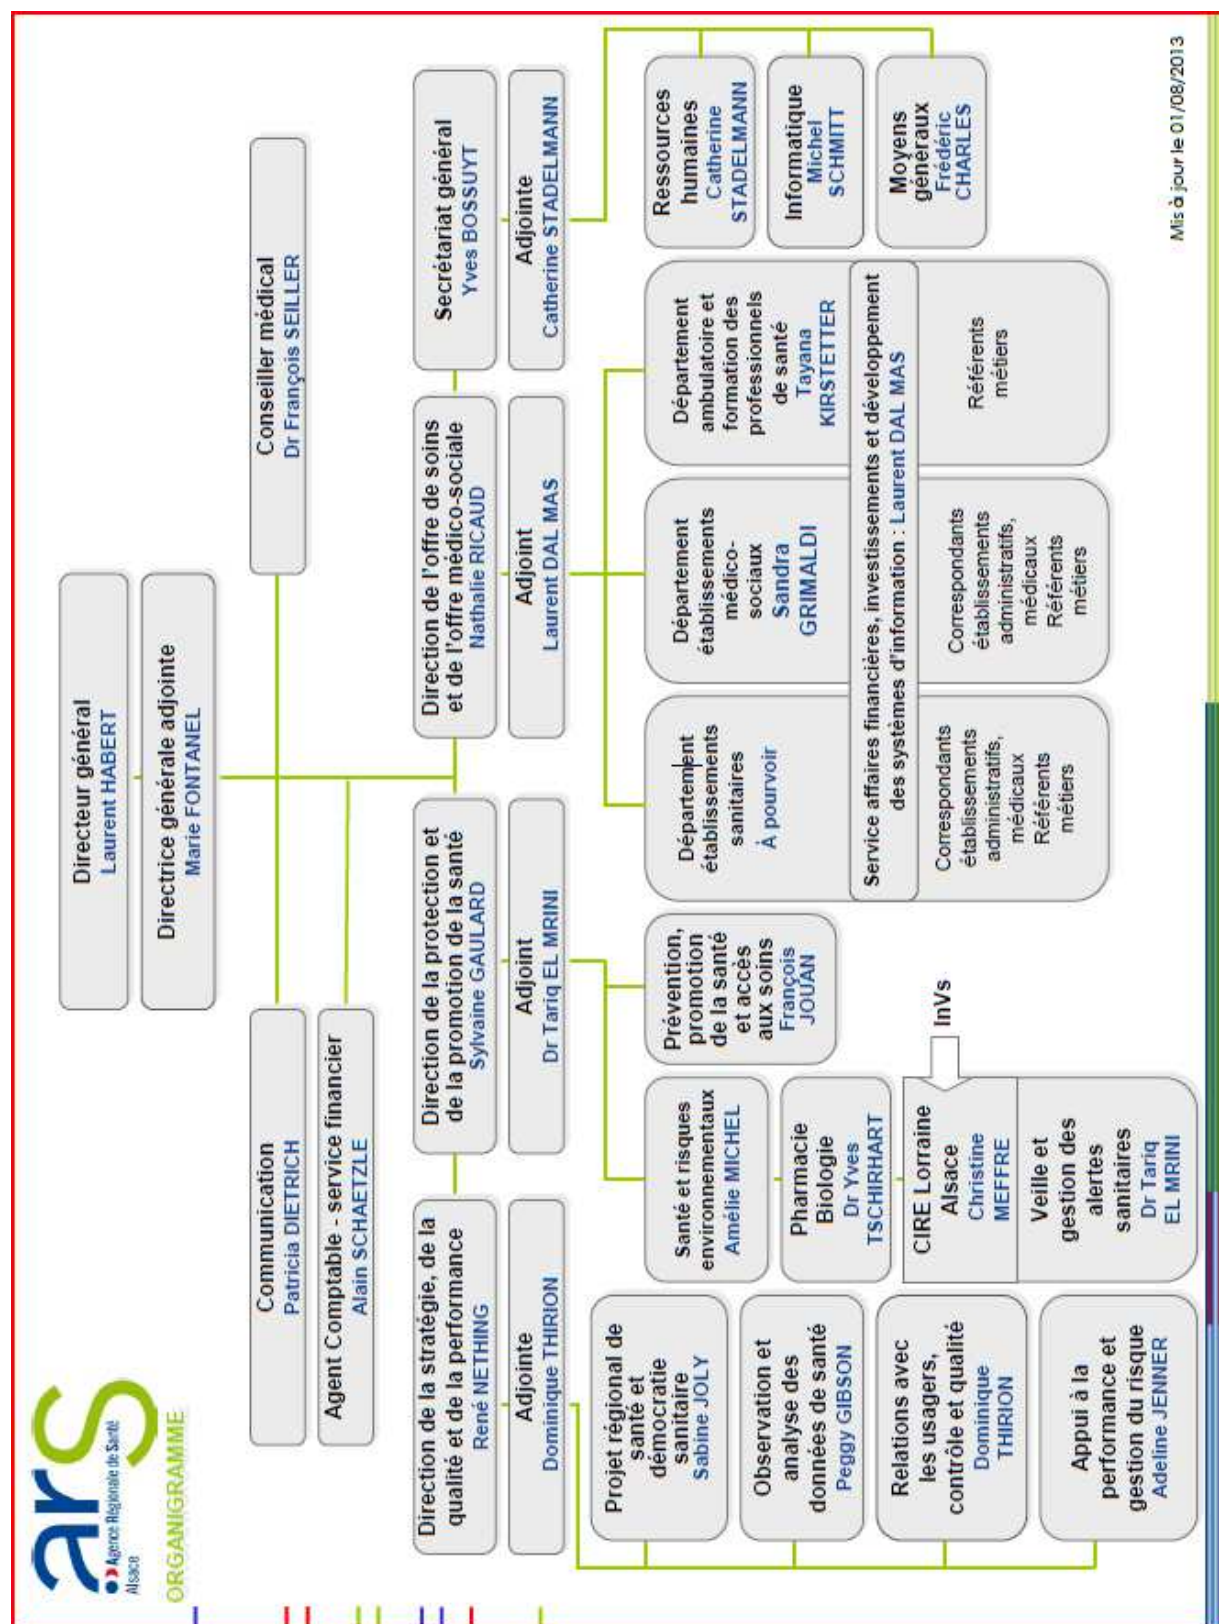 ars
Agence Régionale de Santé
Alsace
ORGANIGRAMME
Directeur général
Laurent HABERT
Directrice générale adjointe
Marie FONTANEL
Communication
Patricia DIETRICH
Conseiller médical
Dr François SEILLER
Agent Comptable - service financier
Alain SCHAETZLE
Direction de la stratégie, de la
qualité et de la performance
René NETHING
Adjointe
Dominique THIRION
Direction de la protection et
de la promotion de la santé
Sylvaine GAULARD
Adjoint
Dr Tariq EL MRINI
Direction de l'offre de soins
et de l'offre médico-sociale
Nathalie RICAUD
Adjoint
Laurent DAL MAS
Secrétariat général
Yves BOSSUYT
Adjointe
Catherine STADELMANN
Projet régional de
santé et
démocratie
sanitaire
Sabine JOLY
Observation et
analyse des
données de santé
Peggy GIBSON
Relations avec
les usagers,
contrôle et qualité
Dominique
THIRION
Appui à la
performance et
gestion du risque
Adeline JENNER
Santé et risques
environnementaux
Amélie MICHEL
Pharmacie
Biologie
Dr Yves
TSCHIRHART
CIRE Lorraine
Alsace
Christine
MEFFRE
InVs
Veille et
gestion des
alertes
sanitaires
Dr Tariq
EL MRINI
Prévention,
promotion
de la santé
et accès
aux soins
François
JOUAN
Département
établissements
sanitaires
À pourvoir
Département
établissements
médico-
sociaux
Sandra
GRIMALDI
Département
ambulatoire et
formation des
professionnels
de santé
Tayana
KIRSTETTER
Service affaires financières, investissements et développement
des systèmes d'information : Laurent DAL MAS
Correspondants
établissements
administratifs,
médicaux
Référents
métiers
Correspondants
établissements
administratifs,
médicaux
Référents
métiers
Référents
métiers
Ressources
humaines
Catherine
STADELMANN
Informatique
Michel
SCHMITT
Moyens
généraux
Frédéric
CHARLES
Mis à jour le 01/08/2013